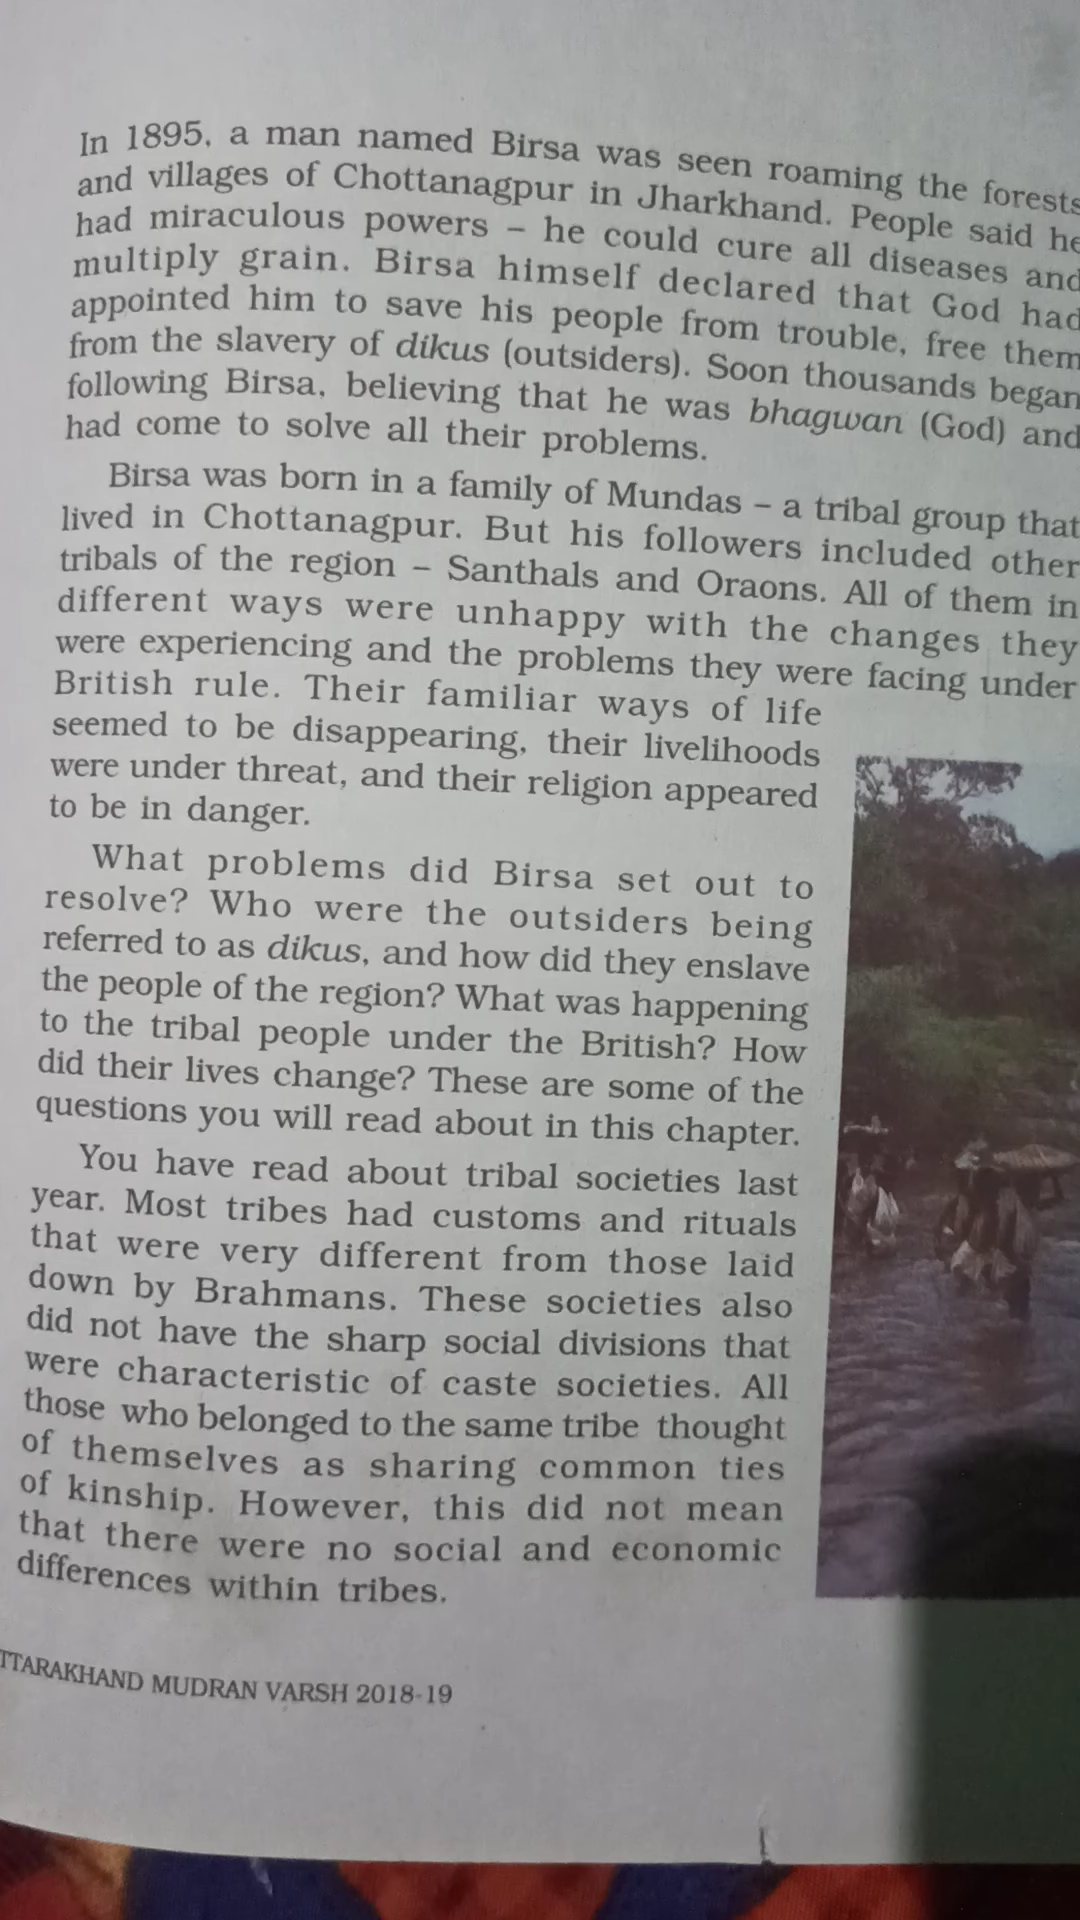 In 1895, a man named Birsa was seen roaming the forests
and villages of Chottanagpur in Jharkhand. People said he
had miraculous powers – he could cure all diseases and
multiply grain. Birsa himself declared that God had
appointed him to save his people from trouble, free them
from the slavery of dikus (outsiders). Soon thousands began
following Birsa, believing that he was bhagwan (God) and
had come to solve all their problems.
Birsa was born in a family of Mundas – a tribal group that
lived in Chottanagpur. But his followers included other
tribals of the region – Santhals and Oraons. All of them in
different ways were unhappy with the changes they
were experiencing and the problems they were facing under
British rule. Their familiar ways of life
seemed to be disappearing, their livelihoods
were under threat, and their religion appeared
to be in danger.
What problems did Birsa set out to
resolve? Who were the outsiders being
referred to as dikus, and how did they enslave
the people of the region? What was happening
to the tribal people under the British? How
did their lives change? These are some of the
questions you will read about in this chapter.
You have read about tribal societies last
year. Most tribes had customs and rituals
that were very different from those laid
down by Brahmans. These societies also
did not have the sharp social divisions that
were characteristic of caste societies. All
those who belonged to the same tribe thought
of themselves as sharing common ties
of kinship. However, this did not mean
that there were no social and economic
differences within tribes.
TTARAKHAND MUDRAN VARSH 2018-19